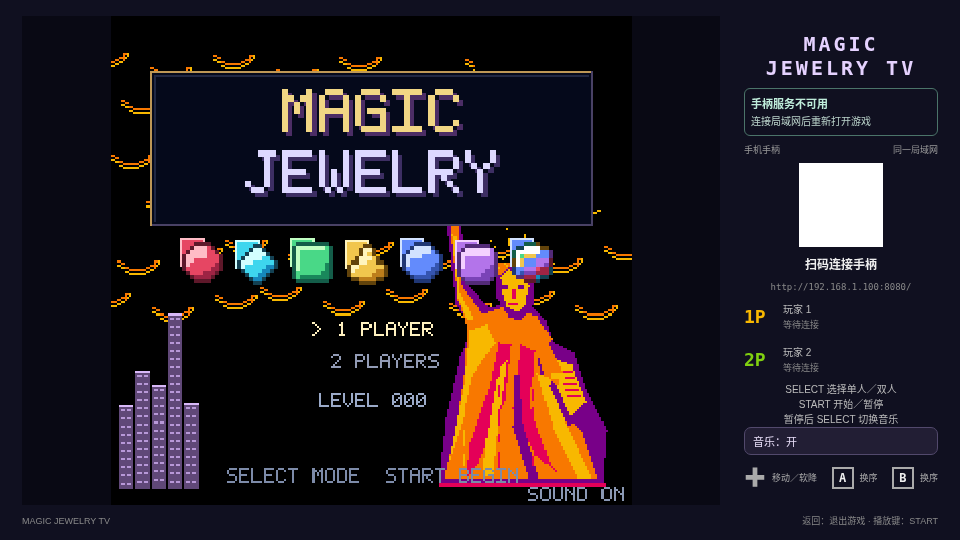 MAGIC
JEWELRY
> 1 PLAYER
2 PLAYERS
LEVEL 000
SELECT MODE START BEGIN
SOUND ON
MAGIC
JEWELRY TV
手柄服务不可用
连接局域网后重新打开游戏
手机手柄 同一局域网
扫码连接手柄
http://192.168.1.100:8080/
1P 玩家 1
等待连接
2P 玩家 2
等待连接
SELECT 选择单人／双人
START 开始／暂停
暂停后 SELECT 切换音乐
音乐：开
移动／软降 A 换序 B 换序
MAGIC JEWELRY TV
返回：退出游戏 · 播放键：START